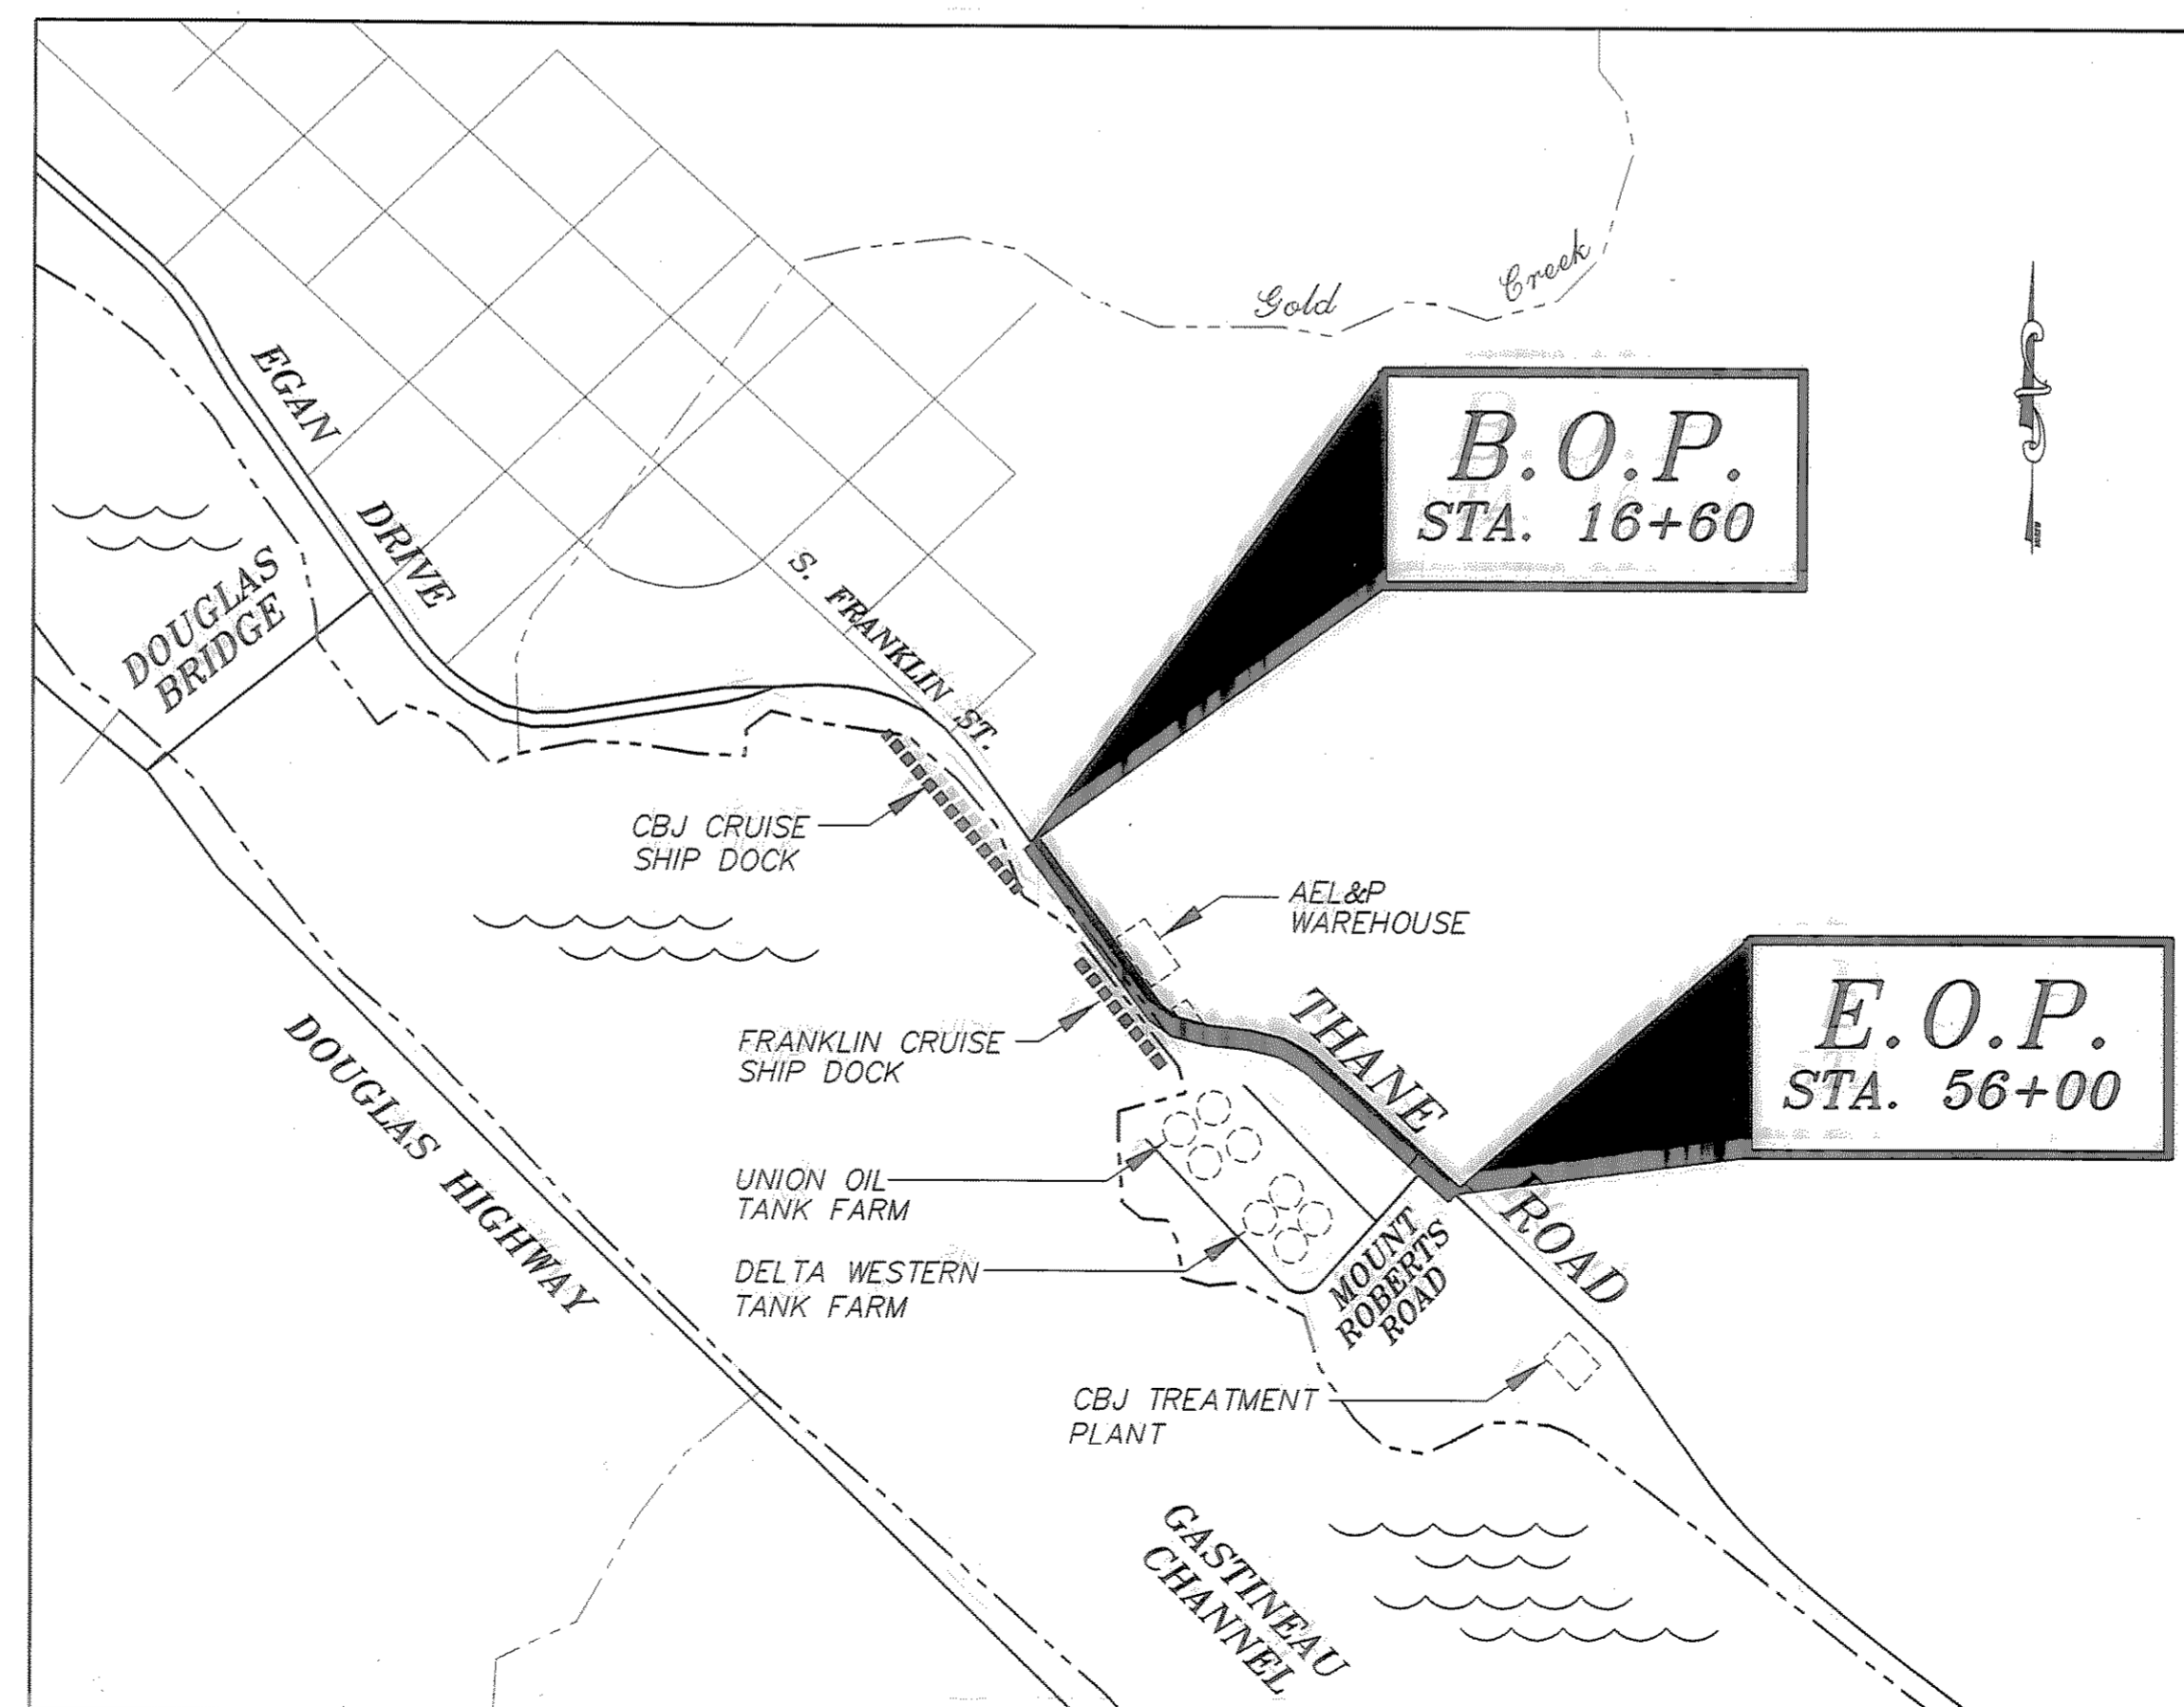 Gold Creek
B.O.P.
STA. 16+60
EGAN DRIVE
DOUGLAS
BRIDGE
S. FRANKLIN ST.
CBJ CRUISE
SHIP DOCK
AEL&P
WAREHOUSE
E.O.P.
STA. 56+00
THANE ROAD
FRANKLIN CRUISE
SHIP DOCK
DOUGLAS HIGHWAY
UNION OIL
TANK FARM
MOUNT
ROBERTS
ROAD
DELTA WESTERN
TANK FARM
CBJ TREATMENT
PLANT
GASTINEAU
CHANNEL